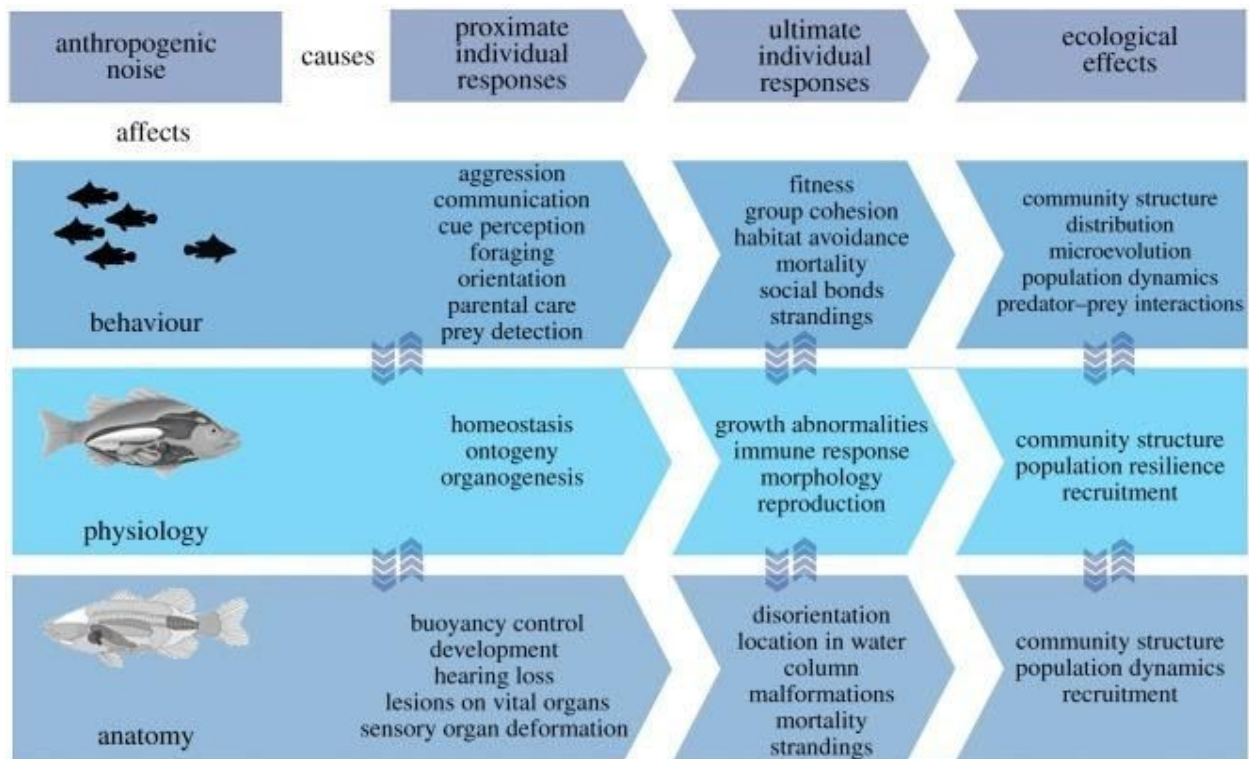 anthropogenic
noise
causes
proximate
individual
responses
ultimate
individual
responses
ecological
effects
affects
behaviour
aggression
communication
cue perception
foraging
orientation
parental care
prey detection
fitness
group cohesion
habitat avoidance
mortality
social bonds
strandings
community structure
distribution
microevolution
population dynamics
predator–prey interactions
physiology
homeostasis
ontogeny
organogenesis
growth abnormalities
immune response
morphology
reproduction
community structure
population resilience
recruitment
anatomy
buoyancy control
development
hearing loss
lesions on vital organs
sensory organ deformation
disorientation
location in water
column
malformations
mortality
strandings
community structure
population dynamics
recruitment